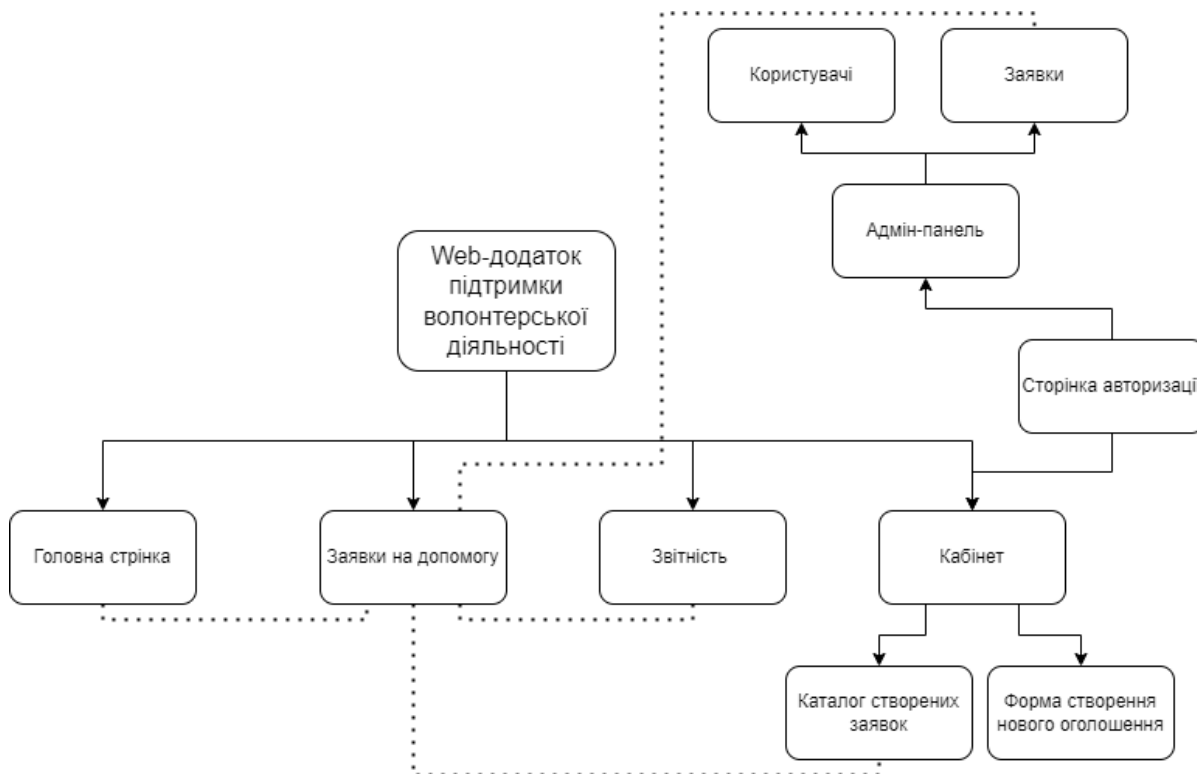 Користувачі
Заявки
Адмін-панель
Web-додаток
підтримки
волонтерської
діяльності
Сторінка авторизації
Головна стрінка
Заявки на допомогу
Звітність
Кабінет
Каталог створених
заявок
Форма створення
нового оголошення